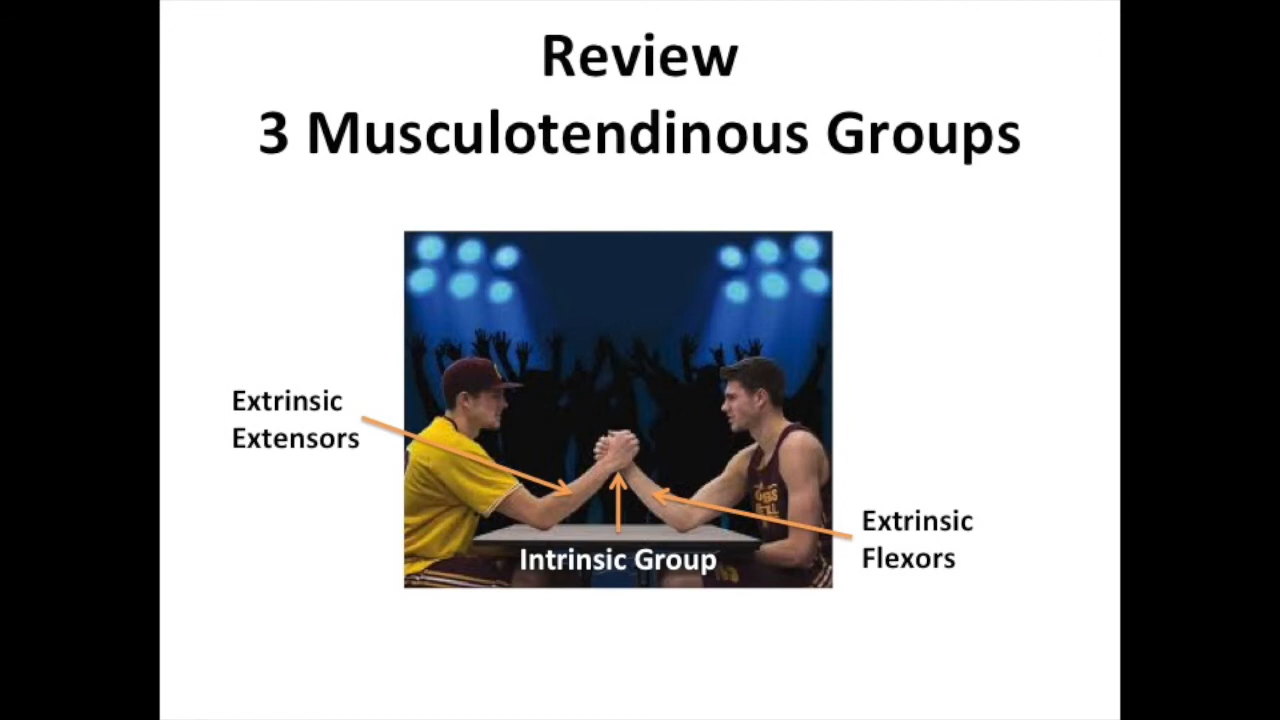 Review
3 Musculotendinous Groups
Extrinsic
Extensors
Extrinsic
Flexors
Intrinsic Group